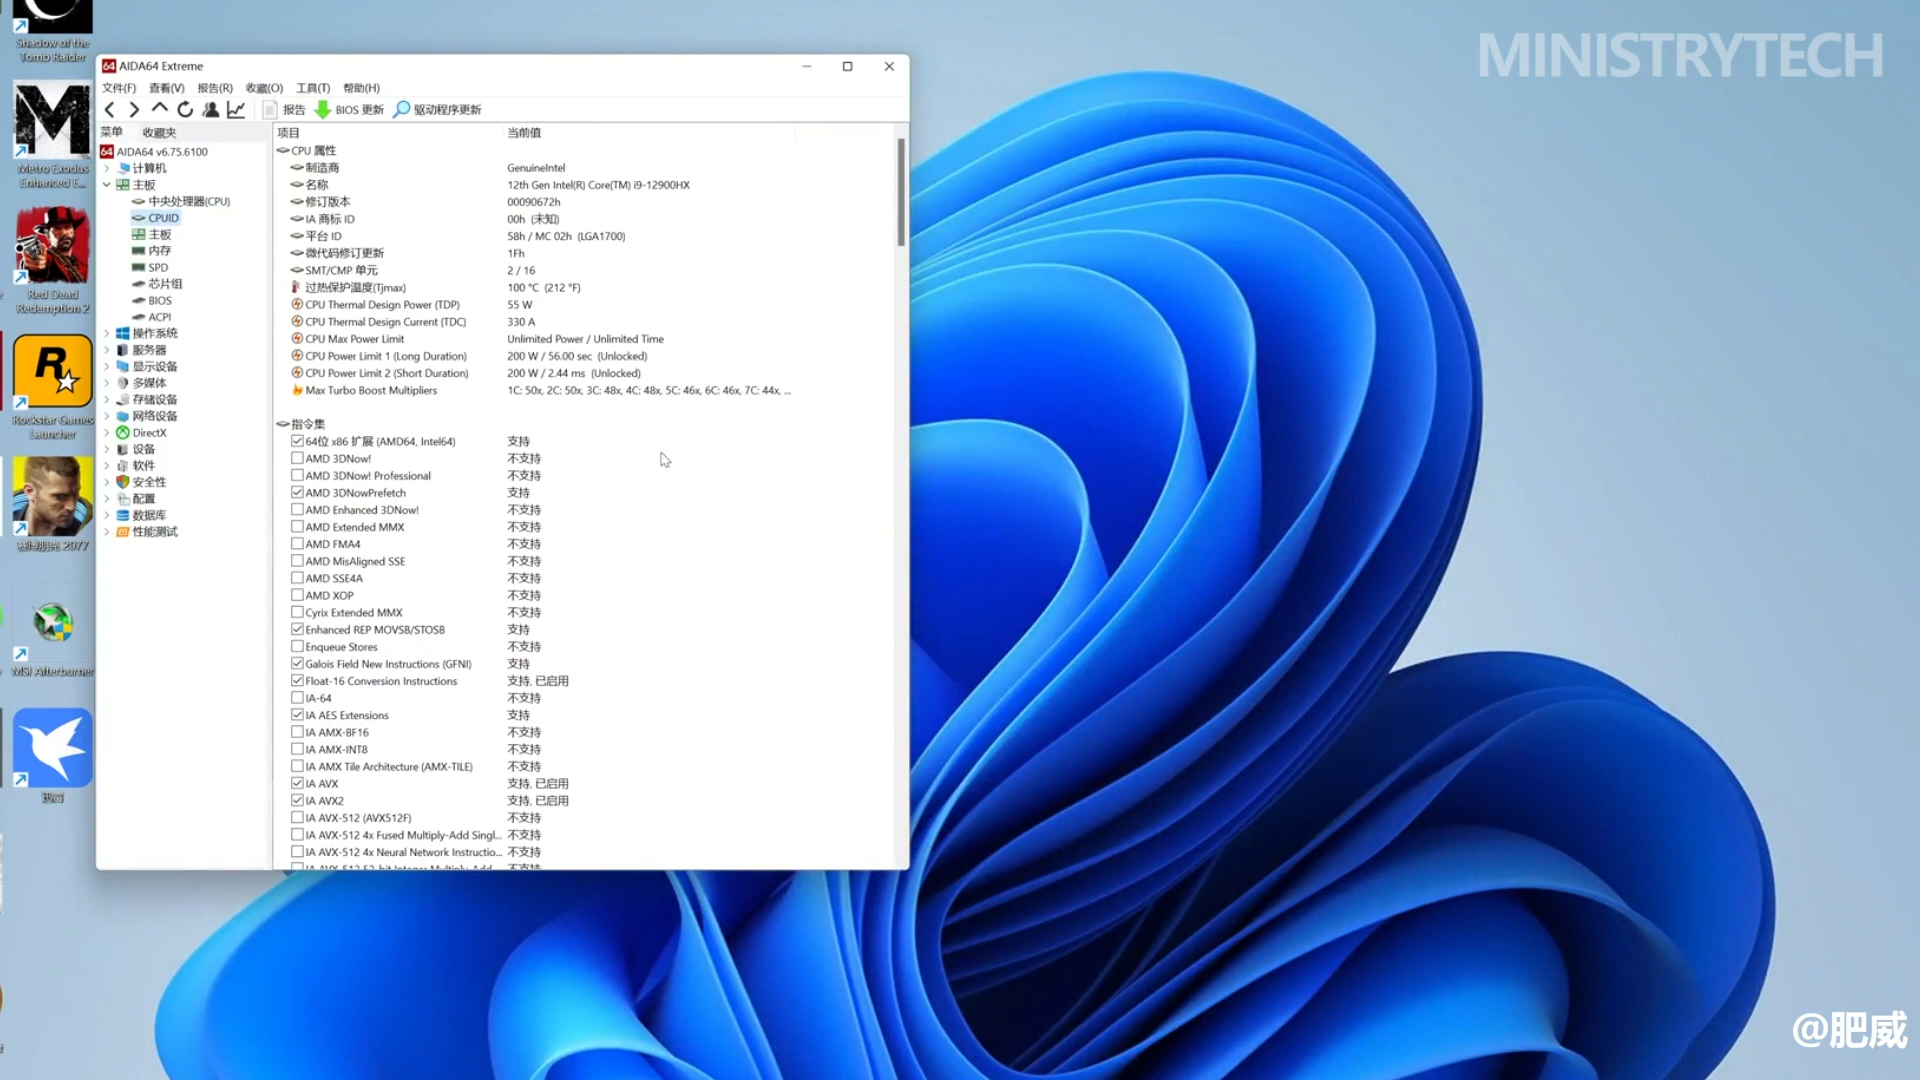 Shadow of the
Tomb Raider
Metro Exodus
Enhanced E...
Red Dead
Redemption 2
R
Rockstar Games
Launcher
赛博朋克 2077
MSI Afterburner
迅雷
MINISTRYTECH
64 AIDA64 Extreme
文件(F) 查看(V) 报告(R) 收藏(O) 工具(T) 帮助(H)
报告 BIOS 更新 驱动程序更新
菜单 收藏夹
64 AIDA64 v6.75.6100
计算机
主板
中央处理器(CPU)
CPUID
主板
内存
SPD
芯片组
BIOS
ACPI
操作系统
服务器
显示设备
多媒体
存储设备
网络设备
DirectX
设备
软件
安全性
配置
数据库
性能测试
项目 当前值
CPU 属性
制造商 GenuineIntel
名称 12th Gen Intel(R) Core(TM) i9-12900HX
修订版本 00090672h
IA 商标 ID 00h (未知)
平台 ID 58h / MC 02h (LGA1700)
微代码修订更新 1Fh
SMT/CMP 单元 2 / 16
过热保护温度(Tjmax) 100 °C (212 °F)
CPU Thermal Design Power (TDP) 55 W
CPU Thermal Design Current (TDC) 330 A
CPU Max Power Limit Unlimited Power / Unlimited Time
CPU Power Limit 1 (Long Duration) 200 W / 56.00 sec (Unlocked)
CPU Power Limit 2 (Short Duration) 200 W / 2.44 ms (Unlocked)
Max Turbo Boost Multipliers 1C: 50x, 2C: 50x, 3C: 48x, 4C: 48x, 5C: 46x, 6C: 46x, 7C: 44x, ...
指令集
64位 x86 扩展 (AMD64, Intel64) 支持
AMD 3DNow! 不支持
AMD 3DNow! Professional 不支持
AMD 3DNowPrefetch 支持
AMD Enhanced 3DNow! 不支持
AMD Extended MMX 不支持
AMD FMA4 不支持
AMD MisAligned SSE 不支持
AMD SSE4A 不支持
AMD XOP 不支持
Cyrix Extended MMX 不支持
Enhanced REP MOVSB/STOSB 支持
Enqueue Stores 不支持
Galois Field New Instructions (GFNI) 支持
Float-16 Conversion Instructions 支持, 已启用
IA-64 不支持
IA AES Extensions 支持
IA AMX-BF16 不支持
IA AMX-INT8 不支持
IA AMX Tile Architecture (AMX-TILE) 不支持
IA AVX 支持, 已启用
IA AVX2 支持, 已启用
IA AVX-512 (AVX512F) 不支持
IA AVX-512 4x Fused Multiply-Add Singl... 不支持
IA AVX-512 4x Neural Network Instructio... 不支持
IA AVX-512 52-bit Integer Multiply-Add 不支持
@肥威